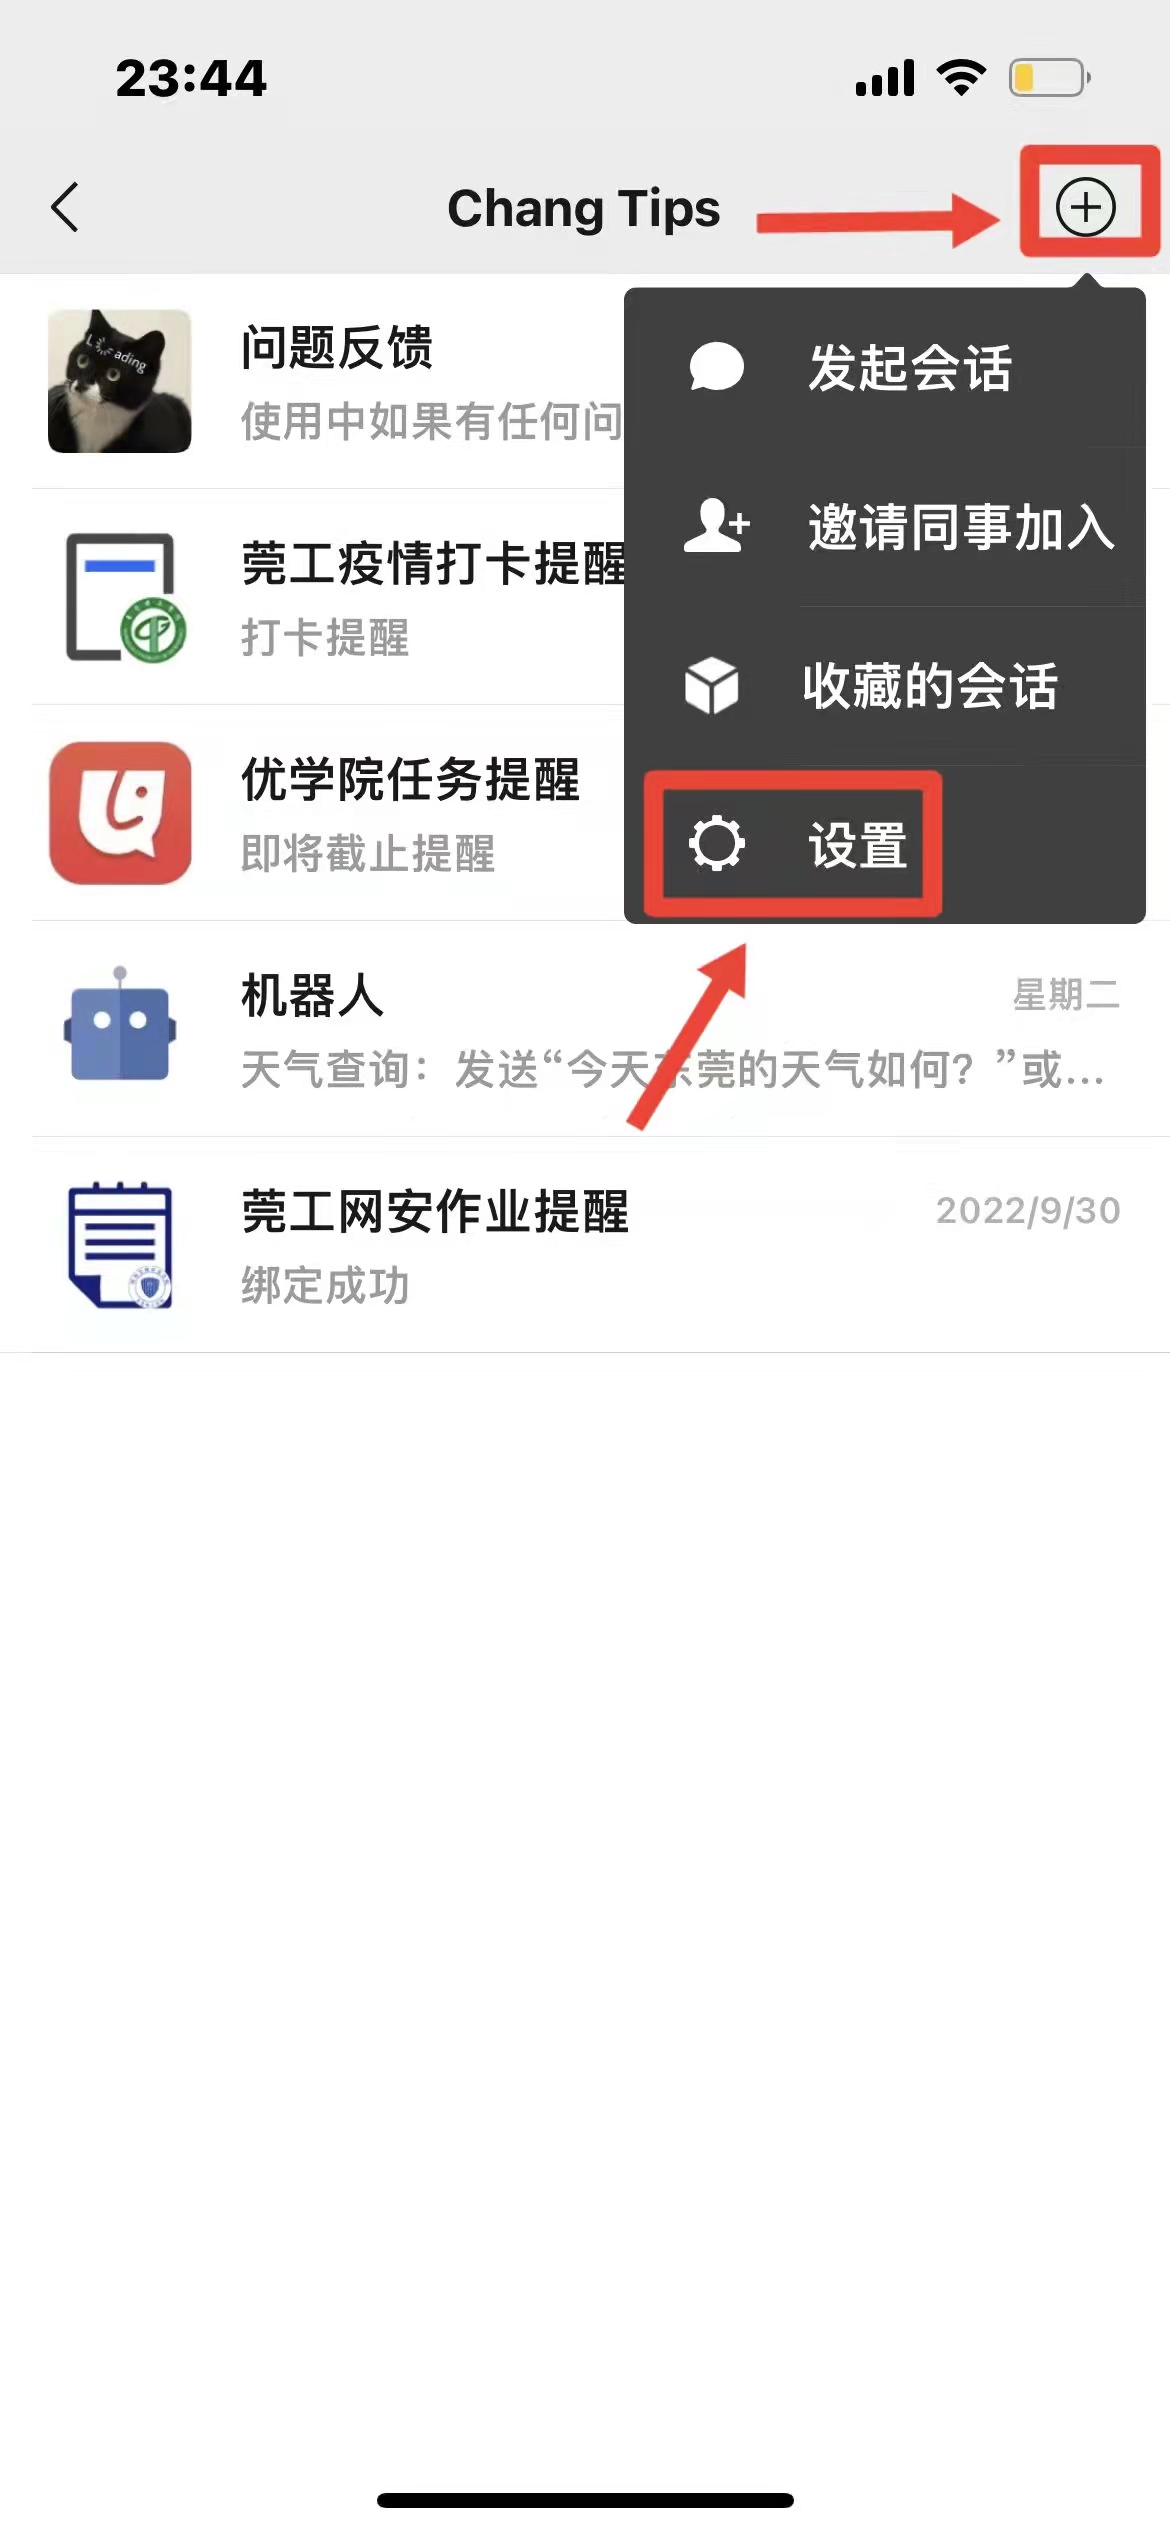 23:44
Chang Tips
问题反馈
使用中如果有任何问
莞工疫情打卡提醒
打卡提醒
优学院任务提醒
即将截止提醒
发起会话
邀请同事加入
收藏的会话
设置
机器人
星期二
天气查询：发送“今天东莞的天气如何？”或...
莞工网安作业提醒
2022/9/30
绑定成功